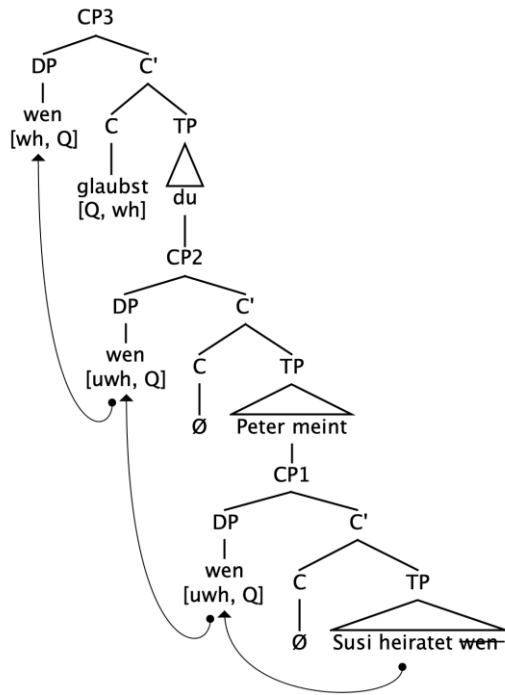 CP3
DP C'
wen C TP
[wh, Q]
glaubst
[Q, wh] du
CP2
DP C'
wen C TP
[uwh, Q]
Ø Peter meint
CP1
DP C'
wen C TP
[uwh, Q]
Ø Susi heiratet wen